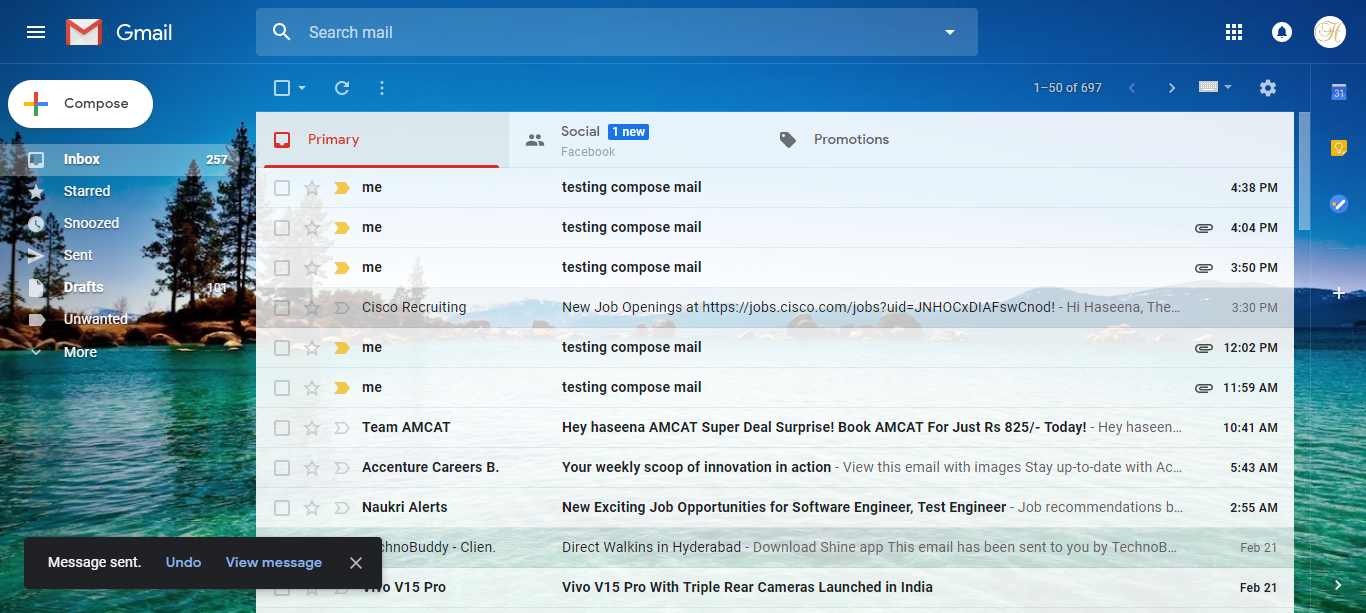 Gmail
Search mail
Compose
1–50 of 697
31
Inbox 257
Starred
Snoozed
Sent
Drafts 101
Unwanted
More
Primary
Social 1 new
Facebook
Promotions
me testing compose mail 4:38 PM
me testing compose mail 4:04 PM
me testing compose mail 3:50 PM
Cisco Recruiting New Job Openings at https://jobs.cisco.com/jobs?uid=JNHOCxDIAFswCnod! - Hi Haseena, The… 3:30 PM
me testing compose mail 12:02 PM
me testing compose mail 11:59 AM
Team AMCAT Hey haseena AMCAT Super Deal Surprise! Book AMCAT For Just Rs 825/- Today! - Hey haseen… 10:41 AM
Accenture Careers B. Your weekly scoop of innovation in action - View this email with images Stay up-to-date with Ac… 5:43 AM
Naukri Alerts New Exciting Job Opportunities for Software Engineer, Test Engineer - Job recommendations b… 2:55 AM
chnoBuddy - Clien. Direct Walkins in Hyderabad - Download Shine app This email has been sent to you by TechnoB… Feb 21
Vivo V15 Pro Vivo V15 Pro With Triple Rear Cameras Launched in India Feb 21
Message sent. Undo View message